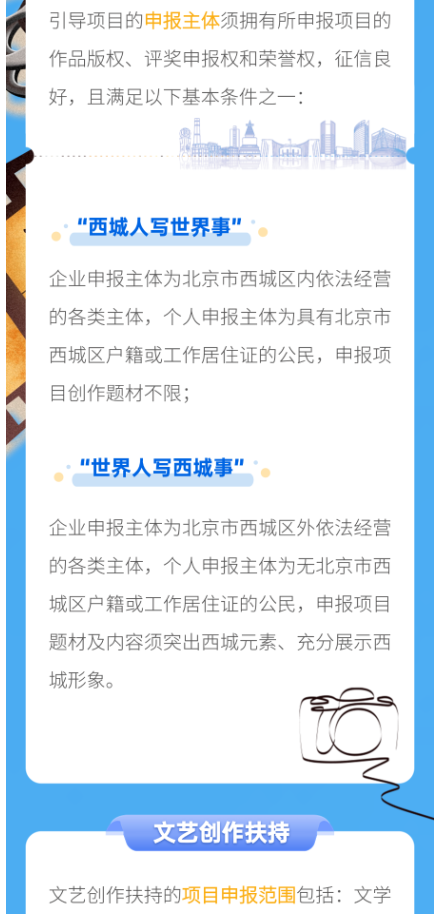 引导项目的申报主体须拥有所申报项目的
作品版权、评奖申报权和荣誉权，征信良
好，且满足以下基本条件之一：
“西城人写世界事”
企业申报主体为北京市西城区内依法经营
的各类主体，个人申报主体为具有北京市
西城区户籍或工作居住证的公民，申报项
目创作题材不限；
“世界人写西城事”
企业申报主体为北京市西城区外依法经营
的各类主体，个人申报主体为无北京市西
城区户籍或工作居住证的公民，申报项目
题材及内容须突出西城元素、充分展示西
城形象。
文艺创作扶持
文艺创作扶持的项目申报范围包括：文学